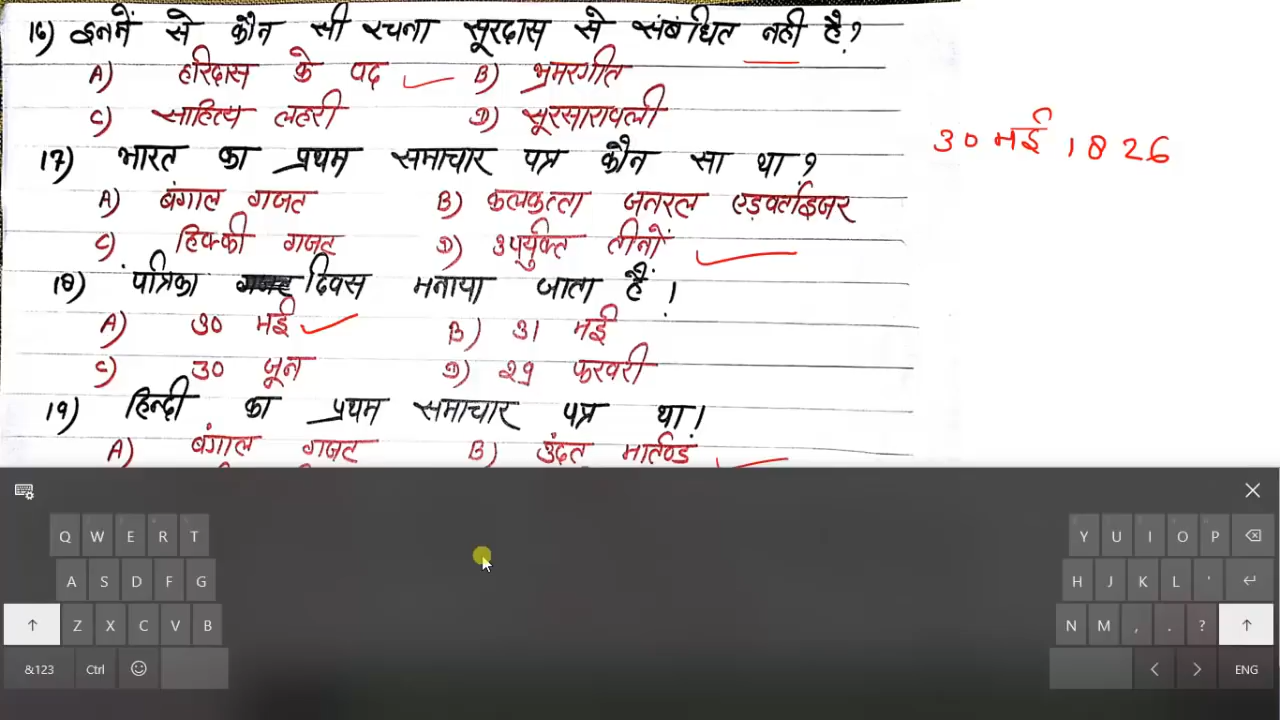 16) इनमें से कौन सी रचना सूरदास से संबंधित नहीं है?
A) हरिदास के पद B) भ्रमरगीत
C) साहित्य लहरी D) सूरसारावली
30 मई 1826
17) भारत का प्रथम समाचार पत्र कौन सा था?
A) बंगाल गजट B) कलकत्ता जनरल एडवर्टाइजर
C) हिक्की गजट D) उपर्युक्त तीनों
18) पत्रिका दिवस मनाया जाता है।
A) 30 मई B) 31 मई
C) 30 जून D) 29 फरवरी
19) हिन्दी का प्रथम समाचार पत्र था।
A) बंगाल गजट B) उदंत मार्तण्ड
Q W E R T Y U I O P
A S D F G H J K L '
Z X C V B N M , . ?
&123 Ctrl ENG